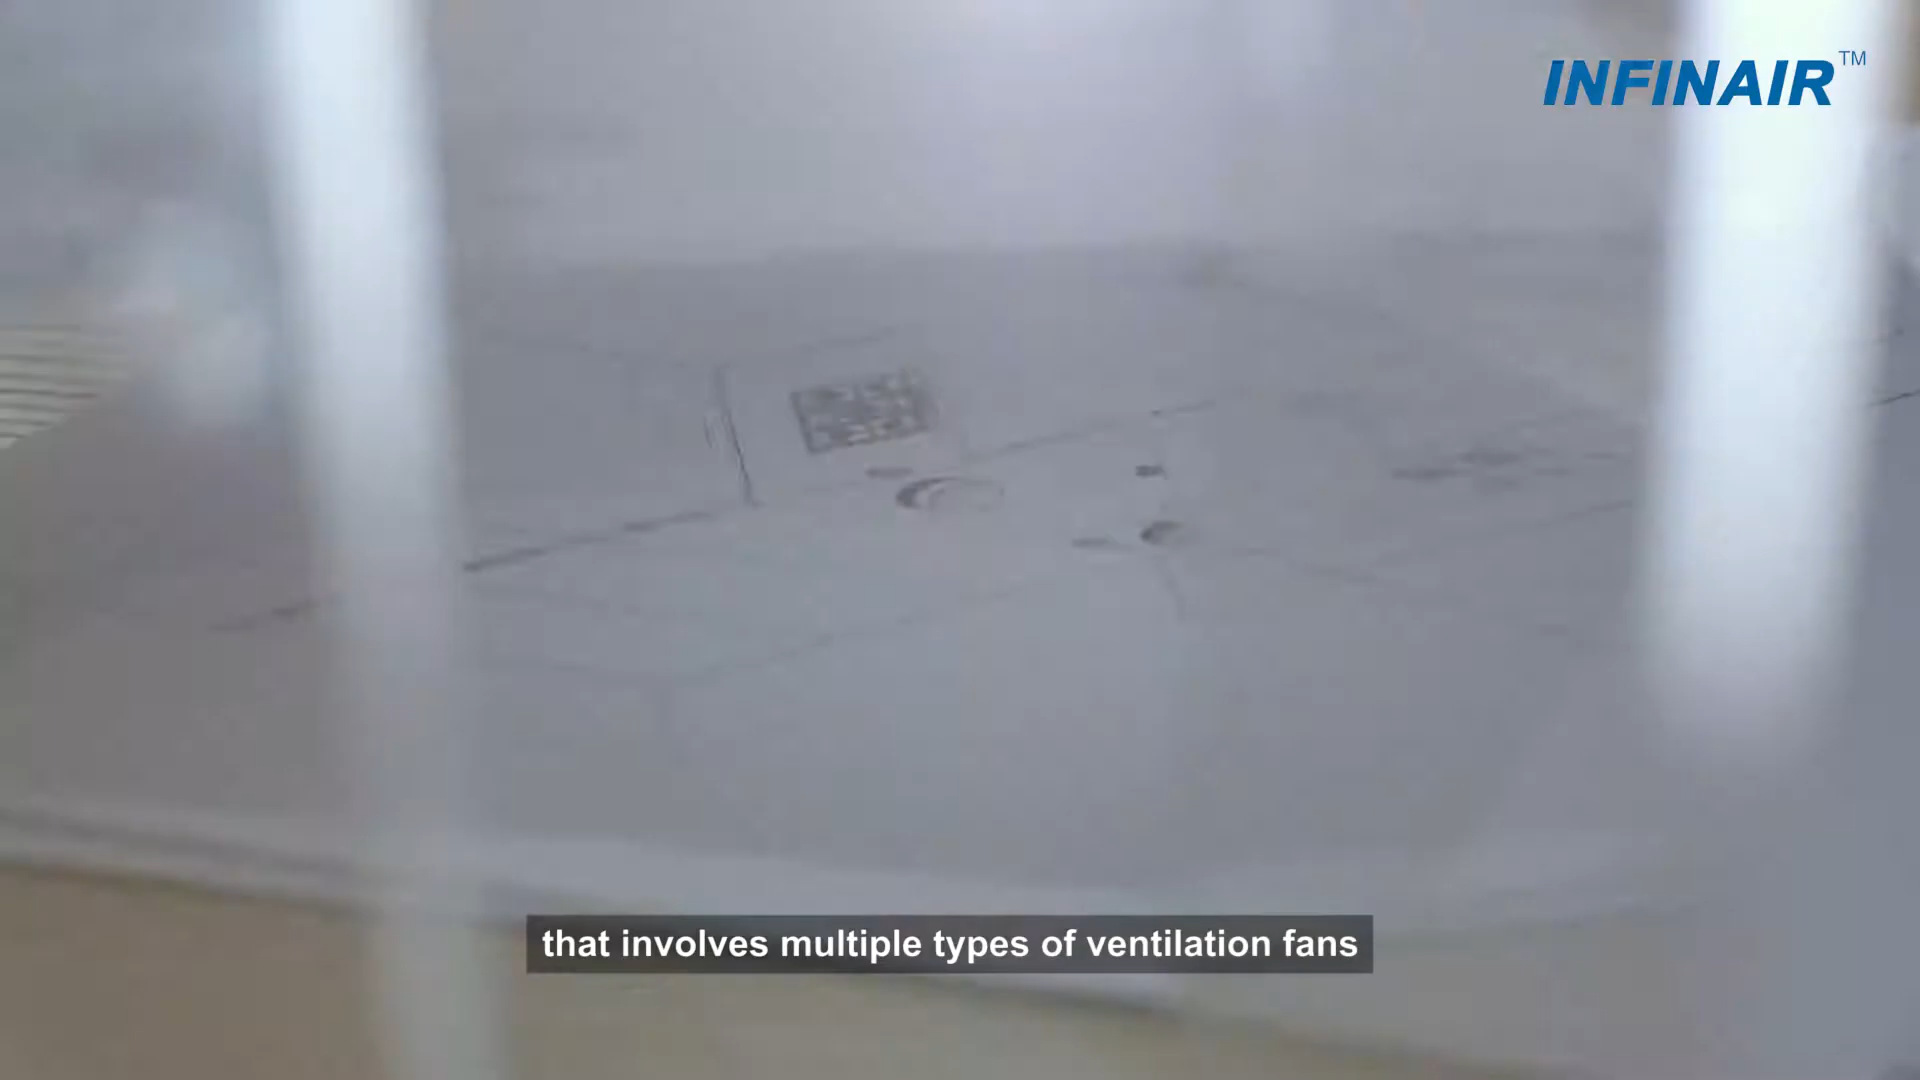 INFINAIR™
that involves multiple types of ventilation fans